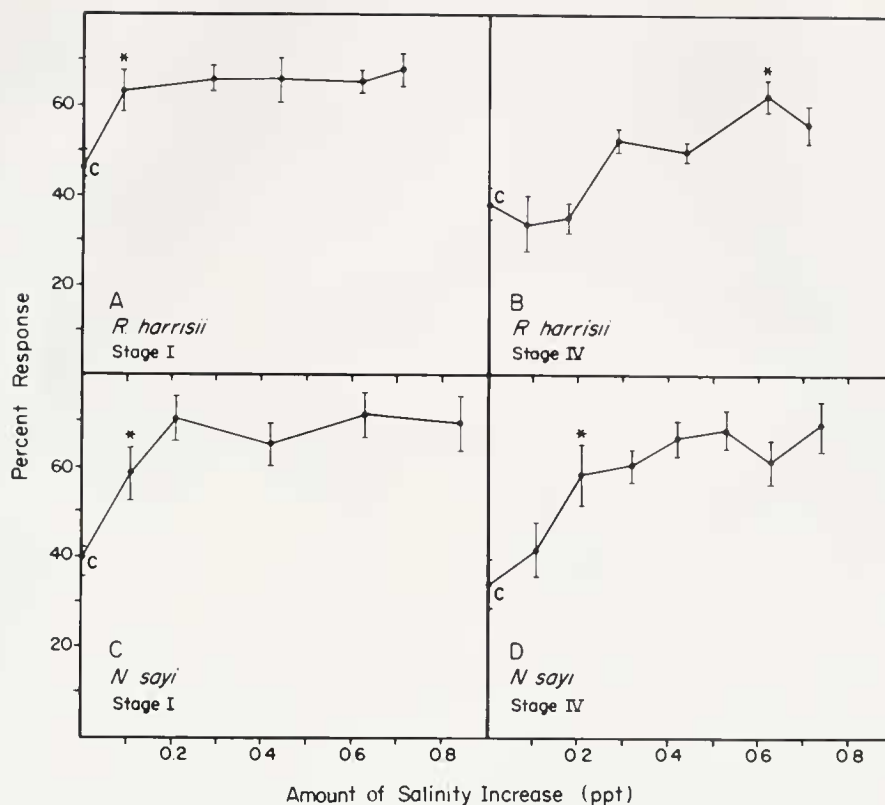 Percent Response
60
40
20
*
C
A
R. harrisii
Stage I
*
C
B
R harrisii
Stage IV
60
40
20
*
C
C
N sayi
Stage I
*
C
D
N sayi
Stage IV
0.2 0.4 0.6 0.8
0.2 0.4 0.6 0.8
Amount of Salinity Increase (ppt)